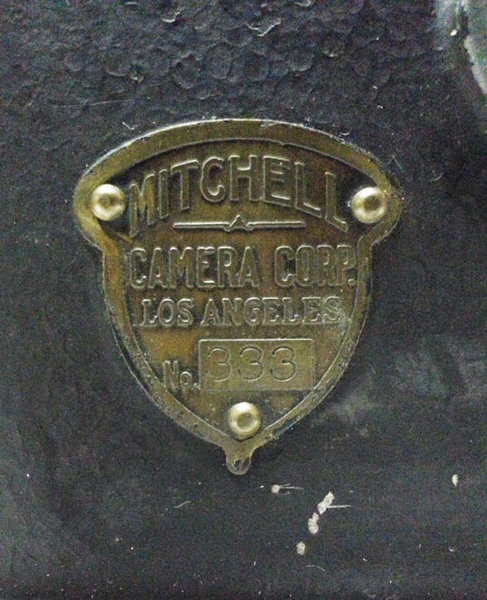 MITCHELL
CAMERA CORP.
LOS ANGELES
No. 333